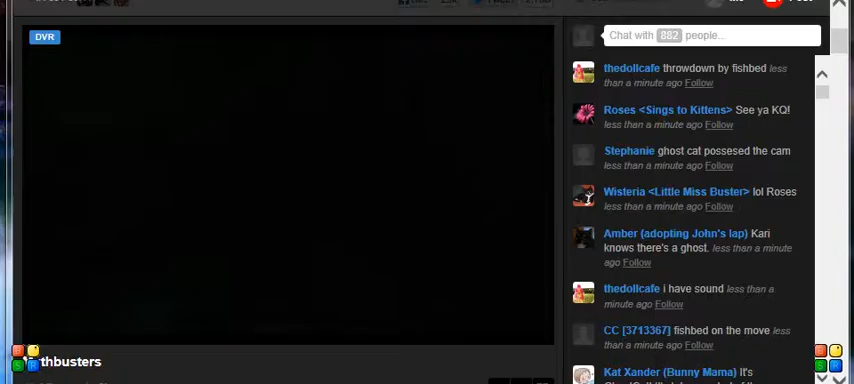 DVR
Chat with 882 people...
thedollcafe throwdown by fishbed less
than a minute ago Follow
Roses <Sings to Kittens> See ya KQ!
less than a minute ago Follow
Stephanie ghost cat possesed the cam
less than a minute ago Follow
Wisteria <Little Miss Buster> lol Roses
less than a minute ago Follow
Amber (adopting John's lap) Kari
knows there's a ghost. less than a minute
ago Follow
thedollcafe i have sound less than a
minute ago Follow
CC [3713367] fishbed on the move less
than a minute ago Follow
Kat Xander (Bunny Mama) It's
thbusters